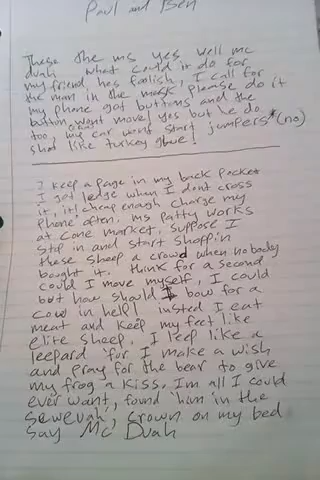 Paul and Ben
These the ms yes well mc
duah what could it do for
my friend, hes foolish, I call for
the man in the mask please do it
my phone got buttons and the
button wont move! yes but he do
too, my car wont start jumpers* (no)
shat like turkey glue!
I keep a page in my back pocket
I got ledge when I dont cross
it, it! cheap enough charge my
phone often. ms Patty works
at cone market. suppose I
stop in and start shoppin
these sheep a crowd when nobody
bought it. think for a second
could I move myself, I could
but how should I bow for a
cow in help! insted I eat
meat and keep my feet like
elite sheep. I leep like a
leepard for I make a wish
and pray for the bear to give
my frog a kiss. Im all I could
ever want, found him in the
sewevah, crown on my bed
say Mc Duah